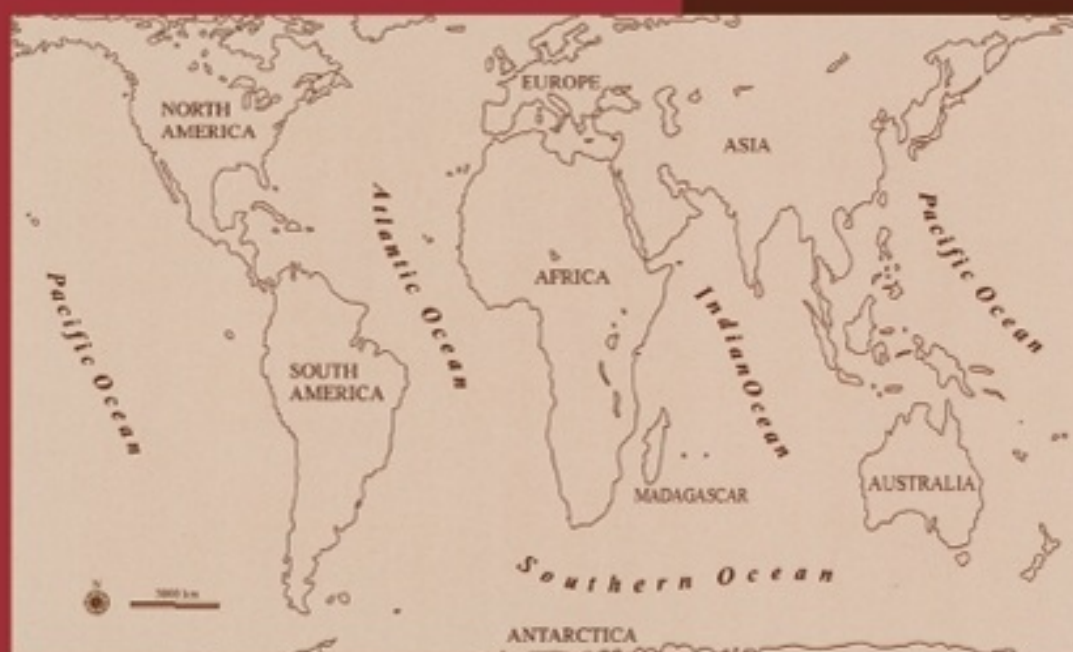 EUROPE
NORTH
AMERICA
ASIA
Atlantic Ocean
Pacific Ocean
Pacific Ocean
AFRICA
Indian Ocean
SOUTH
AMERICA
AUSTRALIA
MADAGASCAR
Southern Ocean
N
ANTARCTICA